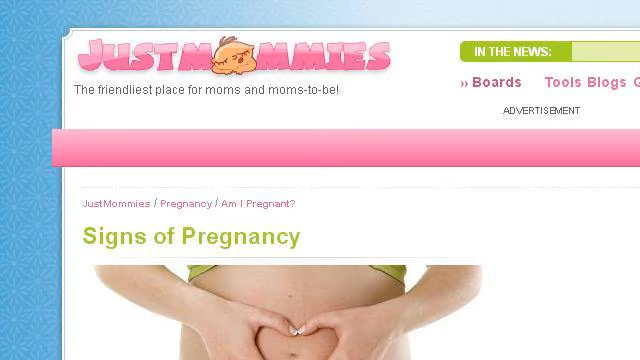 JUSTMOMMIES
The friendliest place for moms and moms-to-be!
IN THE NEWS:
›› Boards Tools Blogs
ADVERTISEMENT
JustMommies / Pregnancy / Am I Pregnant?
Signs of Pregnancy